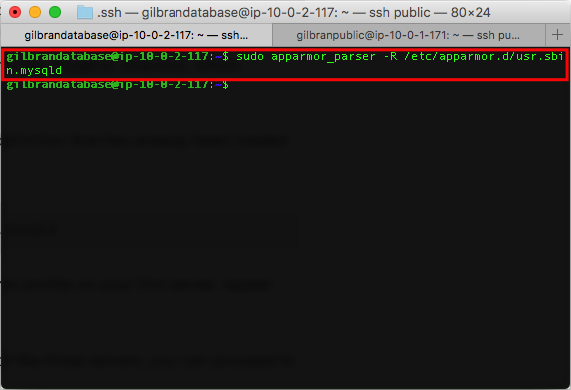 .ssh — gilbrandatabase@ip-10-0-2-117: ~ — ssh public — 80×24
gilbrandatabase@ip-10-0-2-117: ~ — ssh...
gilbranpublic@ip-10-0-1-171: ~ — ssh pu... +
gilbrandatabase@ip-10-0-2-117:~$ sudo apparmor_parser -R /etc/apparmor.d/usr.sbi
n.mysqld
gilbrandatabase@ip-10-0-2-117:~$